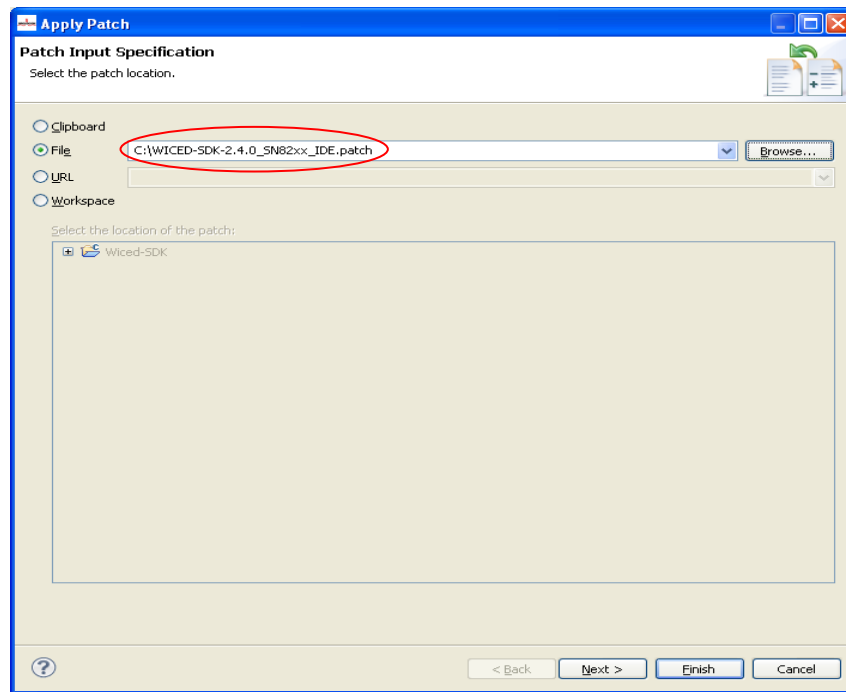 Apply Patch
Patch Input Specification
Select the patch location.
Clipboard
File C:\WICED-SDK-2.4.0_SN82xx_IDE.patch Browse...
URL
Workspace
Select the location of the patch:
Wiced-SDK
< Back Next > Finish Cancel